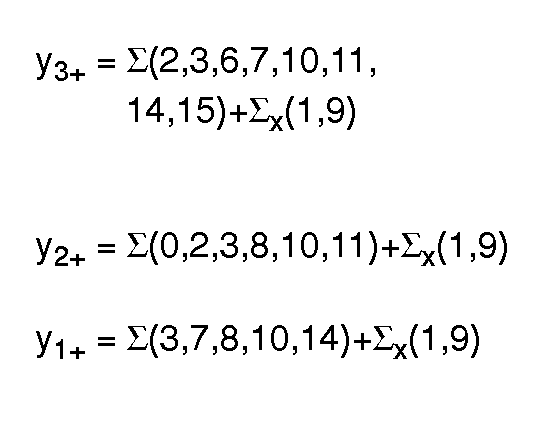 y₃₊ = Σ(2,3,6,7,10,11,
14,15)+Σₓ(1,9)
y₂₊ = Σ(0,2,3,8,10,11)+Σₓ(1,9)
y₁₊ = Σ(3,7,8,10,14)+Σₓ(1,9)